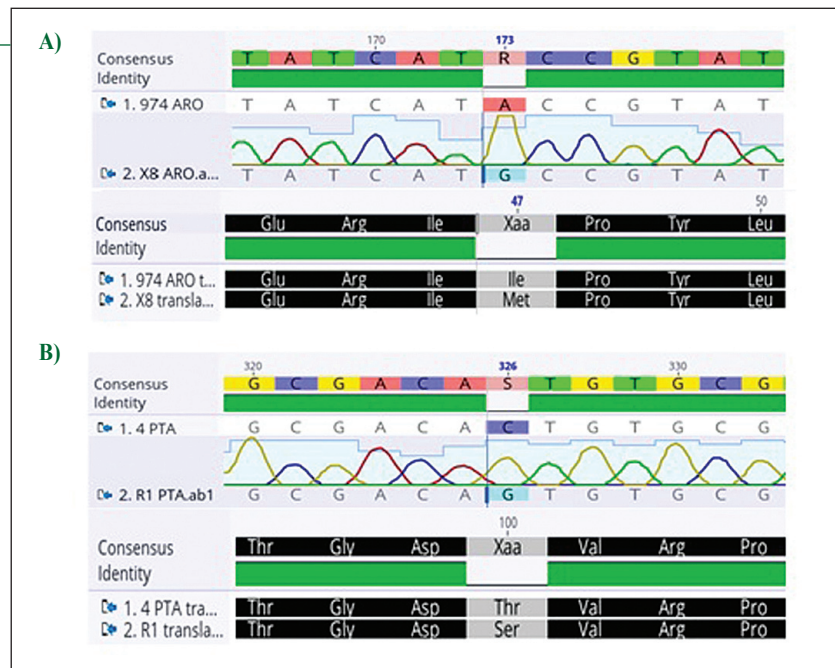 A)
170 173
Consensus T A T C A T R C C G T A T
Identity
1. 974 ARO T A T C A T A C C G T A T
2. X8 ARO.a... T A T C A T G C C G T A T
47 50
Consensus Glu Arg Ile Xaa Pro Tyr Leu
Identity
1. 974 ARO t... Glu Arg Ile Ile Pro Tyr Leu
2. X8 transla... Glu Arg Ile Met Pro Tyr Leu
B)
320 326 330
Consensus G C G A C A S T G T G C G
Identity
1. 4 PTA G C G A C A C T G T G C G
2. R1 PTA.ab1 G C G A C A G T G T G C G
100
Consensus Thr Gly Asp Xaa Val Arg Pro
Identity
1. 4 PTA tra... Thr Gly Asp Thr Val Arg Pro
2. R1 transla... Thr Gly Asp Ser Val Arg Pro